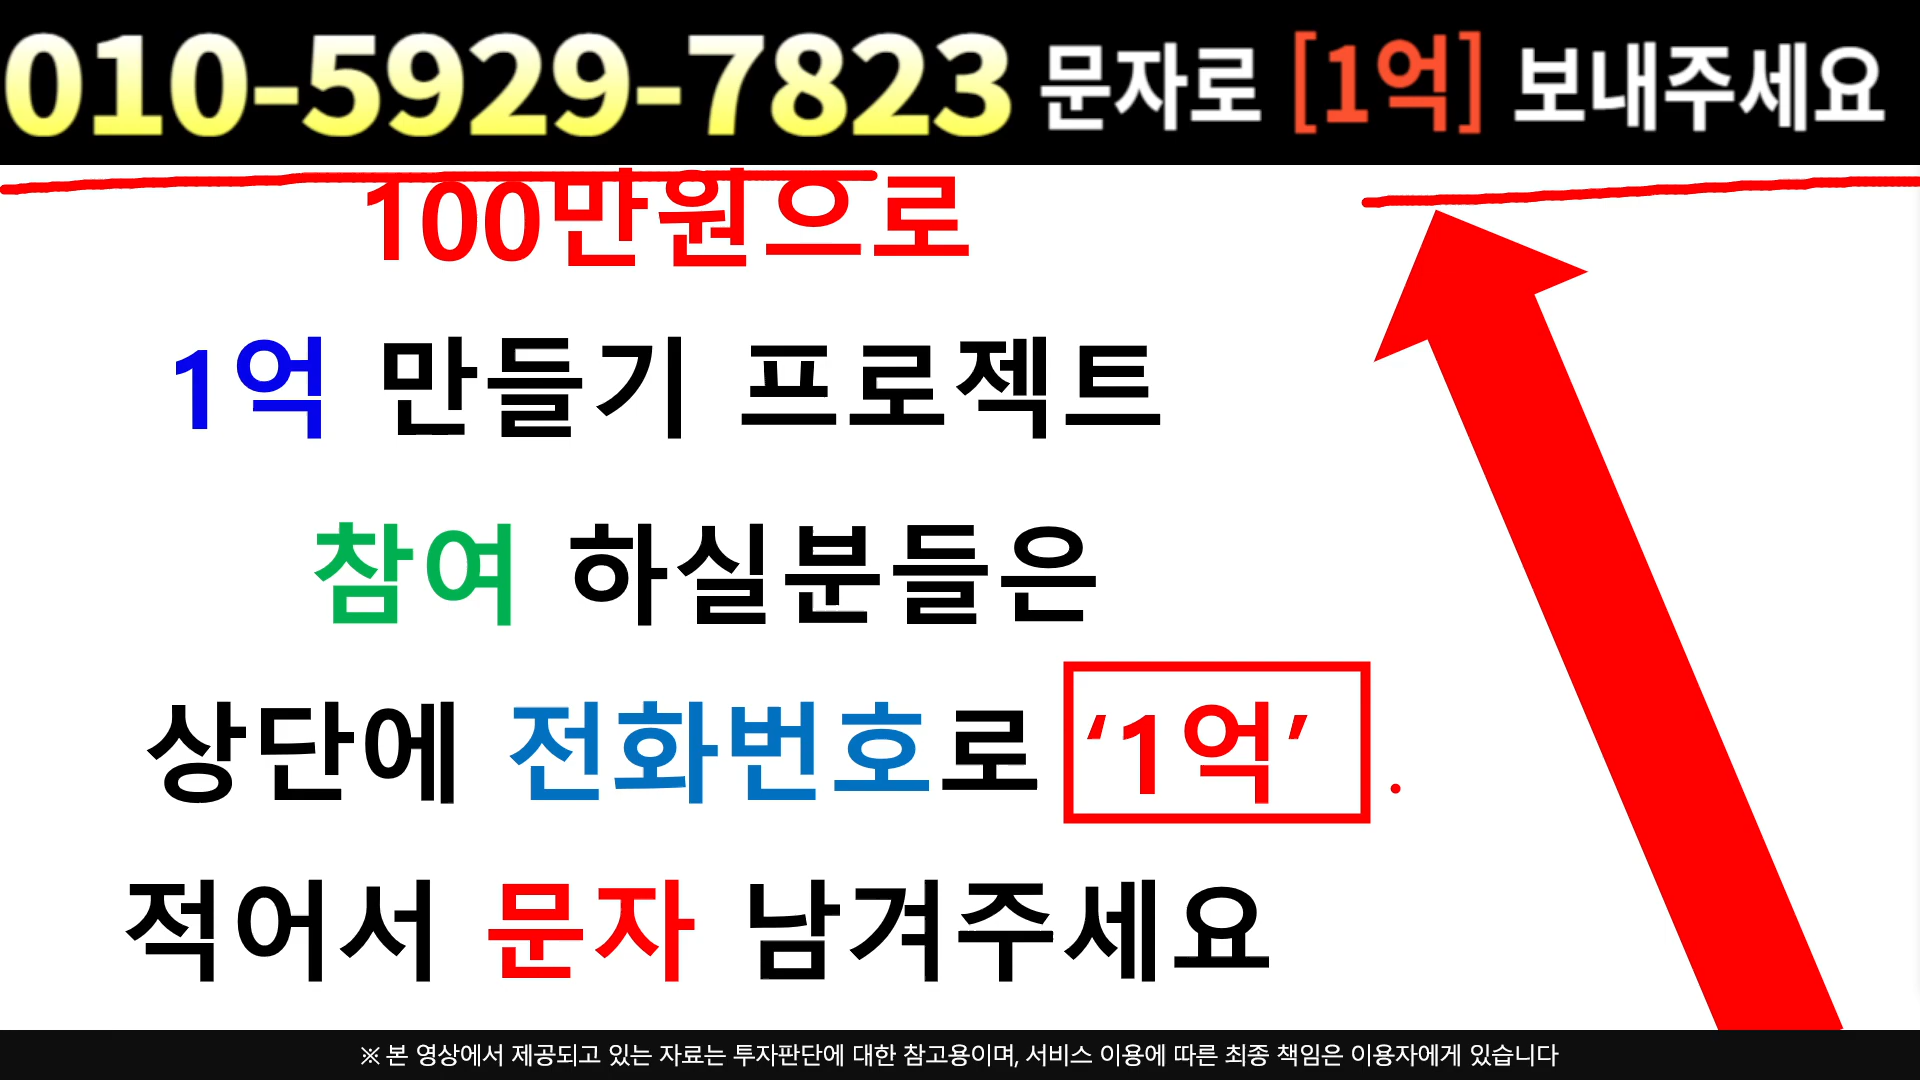 010-5929-7823 문자로 [1억] 보내주세요
100만원으로
1억 만들기 프로젝트
참여 하실분들은
상단에 전화번호로 ‘1억’ .
적어서 문자 남겨주세요
※ 본 영상에서 제공되고 있는 자료는 투자판단에 대한 참고용이며, 서비스 이용에 따른 최종 책임은 이용자에게 있습니다